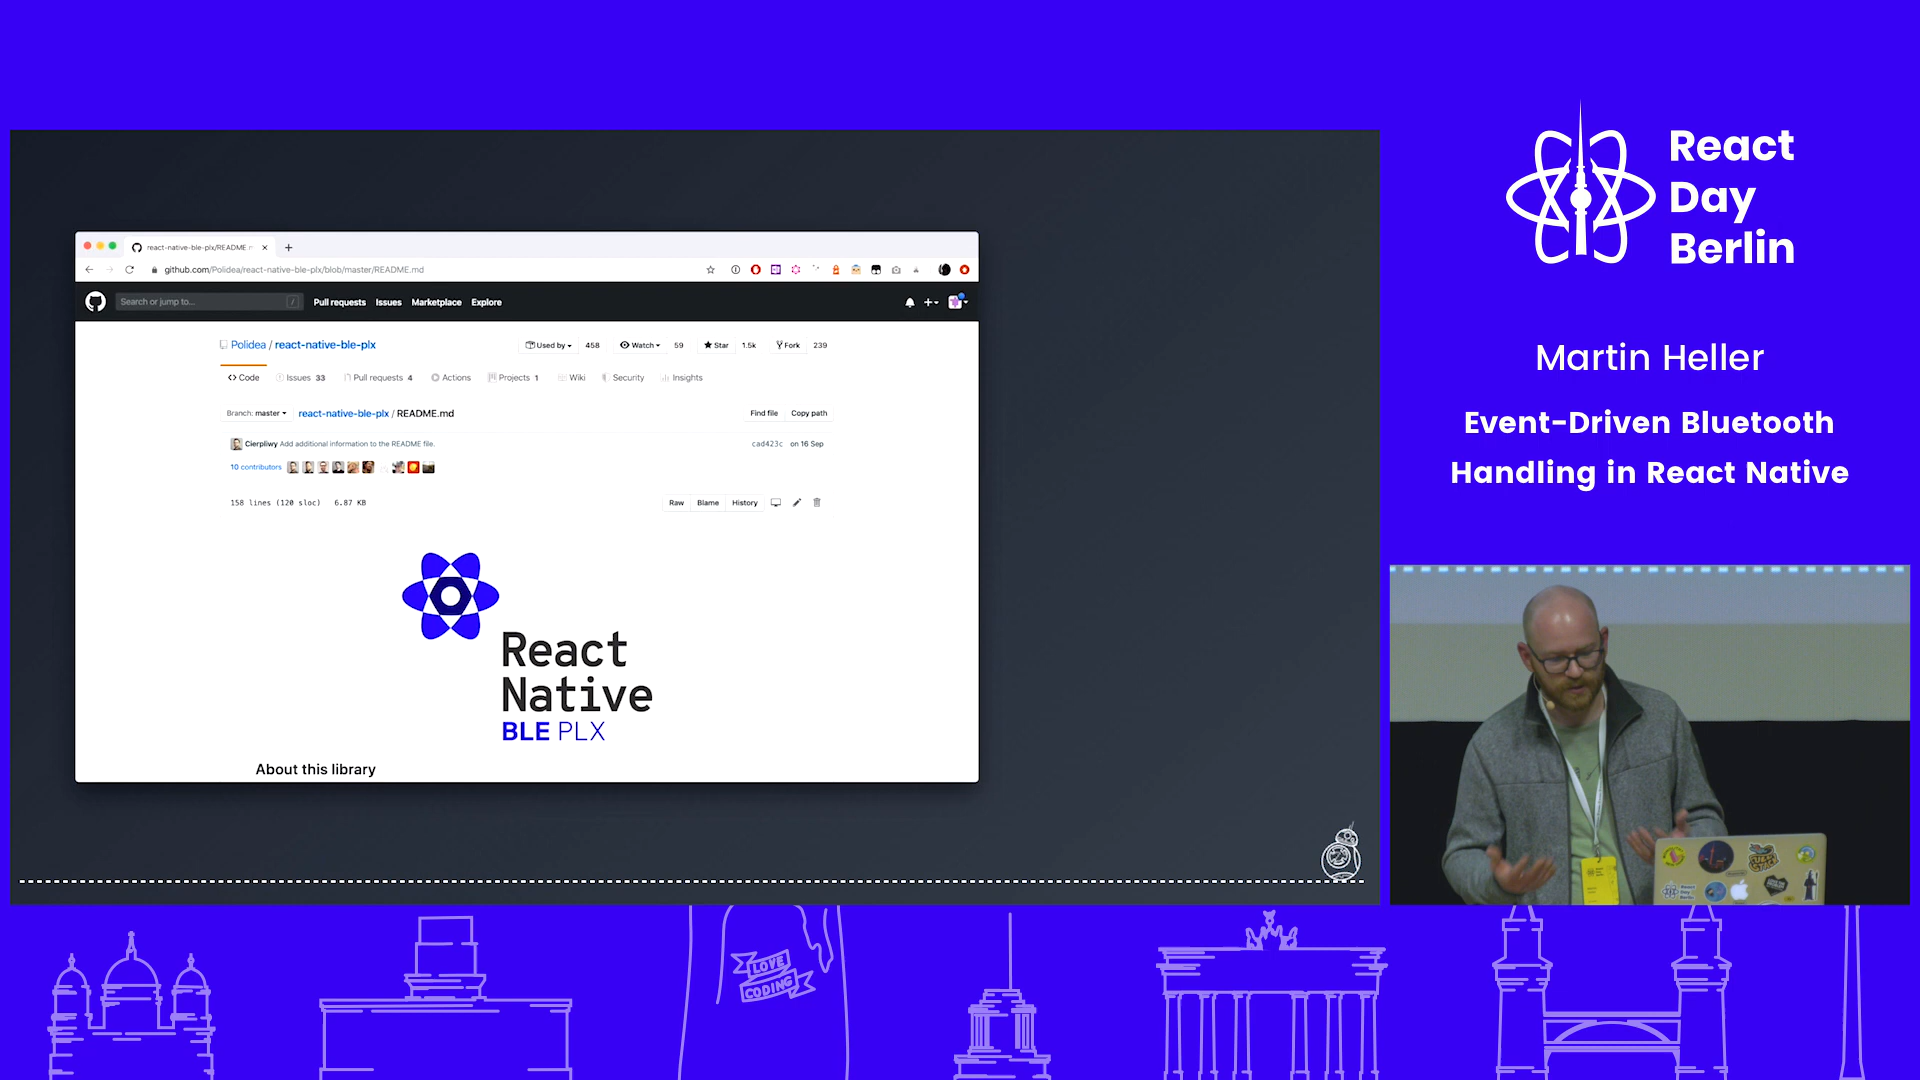 react-native-ble-plx/README.r
github.com/Polidea/react-native-ble-plx/blob/master/README.md
Search or jump to...
/
Pull requests
Issues
Marketplace
Explore
Polidea / react-native-ble-plx
Used by 458
Watch 59
Star 1.5k
Fork 239
Code
Issues 33
Pull requests 4
Actions
Projects 1
Wiki
Security
Insights
Branch: master
react-native-ble-plx / README.md
Find file
Copy path
Cierpliwy Add additional information to the README file.
cad423c on 16 Sep
10 contributors
158 lines (120 sloc) 6.87 KB
Raw
Blame
History
React
Native
BLE PLX
About this library
React
Day
Berlin
Martin Heller
Event-Driven Bluetooth
Handling in React Native
LOVE
CODING